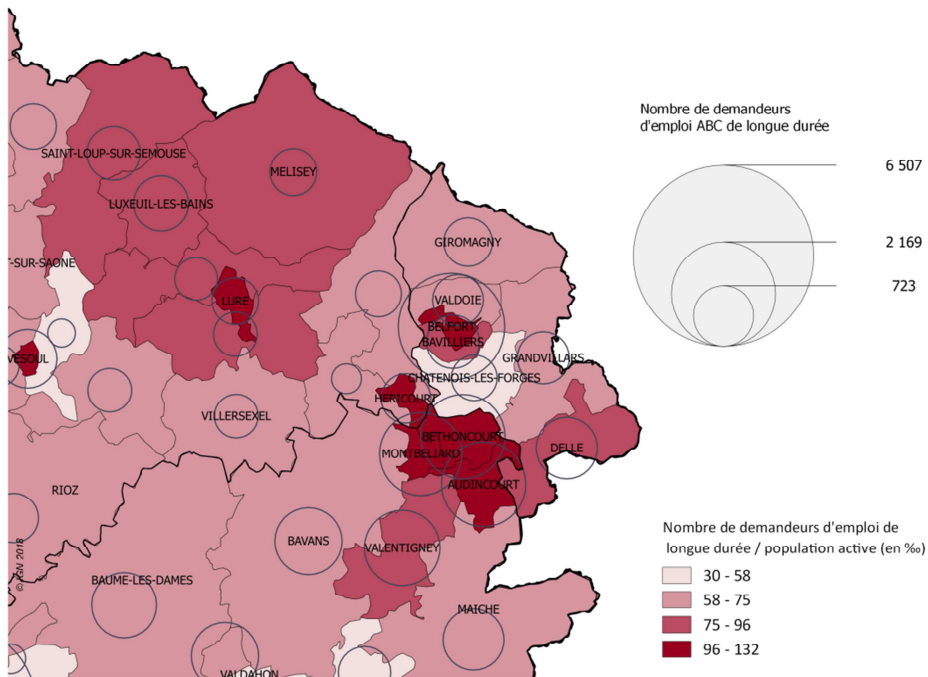 Nombre de demandeurs
d'emploi ABC de longue durée
6 507
2 169
723
SAINT-LOUP-SUR-SEMOUSE
MELISEY
LUXEUIL-LES-BAINS
GIROMAGNY
T-SUR-SAONE
LURE
VALDOIE
BELFORT
BAVILLIERS
VESOUL
GRANDVILLARS
CHATENOIS-LES-FORGES
HERICOURT
VILLERSEXEL
BETHONCOURT
MONTBELIARD
DELLE
AUDINCOURT
RIOZ
BAVANS
VALENTIGNEY
BAUME-LES-DAMES
MAICHE
VALDAHON
© IGN 2018
Nombre de demandeurs d'emploi de
longue durée / population active (en ‰)
30 - 58
58 - 75
75 - 96
96 - 132